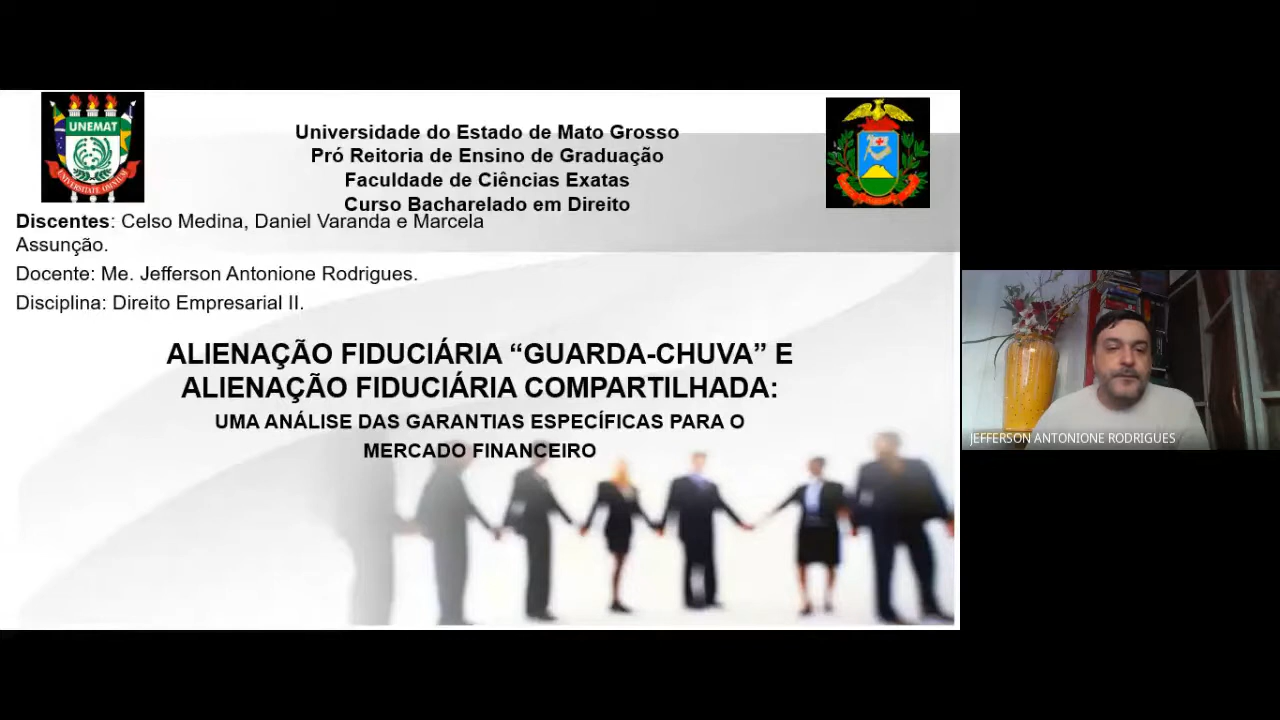 UNEMAT
Universidade do Estado de Mato Grosso
Pró Reitoria de Ensino de Graduação
Faculdade de Ciências Exatas
Curso Bacharelado em Direito
Discentes: Celso Medina, Daniel Varanda e Marcela
Assunção.
Docente: Me. Jefferson Antonione Rodrigues.
Disciplina: Direito Empresarial II.
ALIENAÇÃO FIDUCIÁRIA “GUARDA-CHUVA” E
ALIENAÇÃO FIDUCIÁRIA COMPARTILHADA:
UMA ANÁLISE DAS GARANTIAS ESPECÍFICAS PARA O
MERCADO FINANCEIRO
JEFFERSON ANTONIONE RODRIGUES